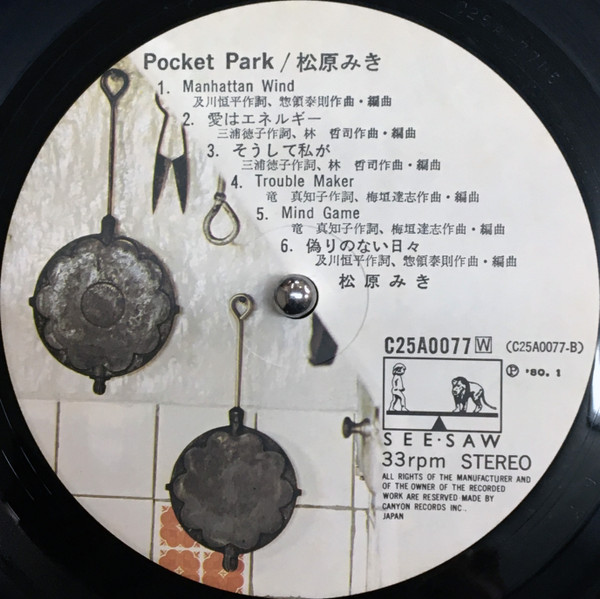 Pocket Park / 松原みき
1. Manhattan Wind
及川恒平作詞、惣領泰則作曲・編曲
2. 愛はエネルギー
三浦徳子作詞、林 哲司作曲・編曲
3. そうして私が
三浦徳子作詞、林 哲司作曲・編曲
4. Trouble Maker
竜 真知子作詞、梅垣達志作曲・編曲
5. Mind Game
竜 真知子作詞、梅垣達志作曲・編曲
6. 偽りのない日々
及川恒平作詞、惣領泰則作曲・編曲
松原みき
C25A0077 W (C25A0077-B)
Ⓟ '80. 1
SEE·SAW
33rpm STEREO
ALL RIGHTS OF THE MANUFACTURER AND
OF THE OWNER OF THE RECORDED
WORK ARE RESERVED MADE BY
CANYON RECORDS INC.,
JAPAN